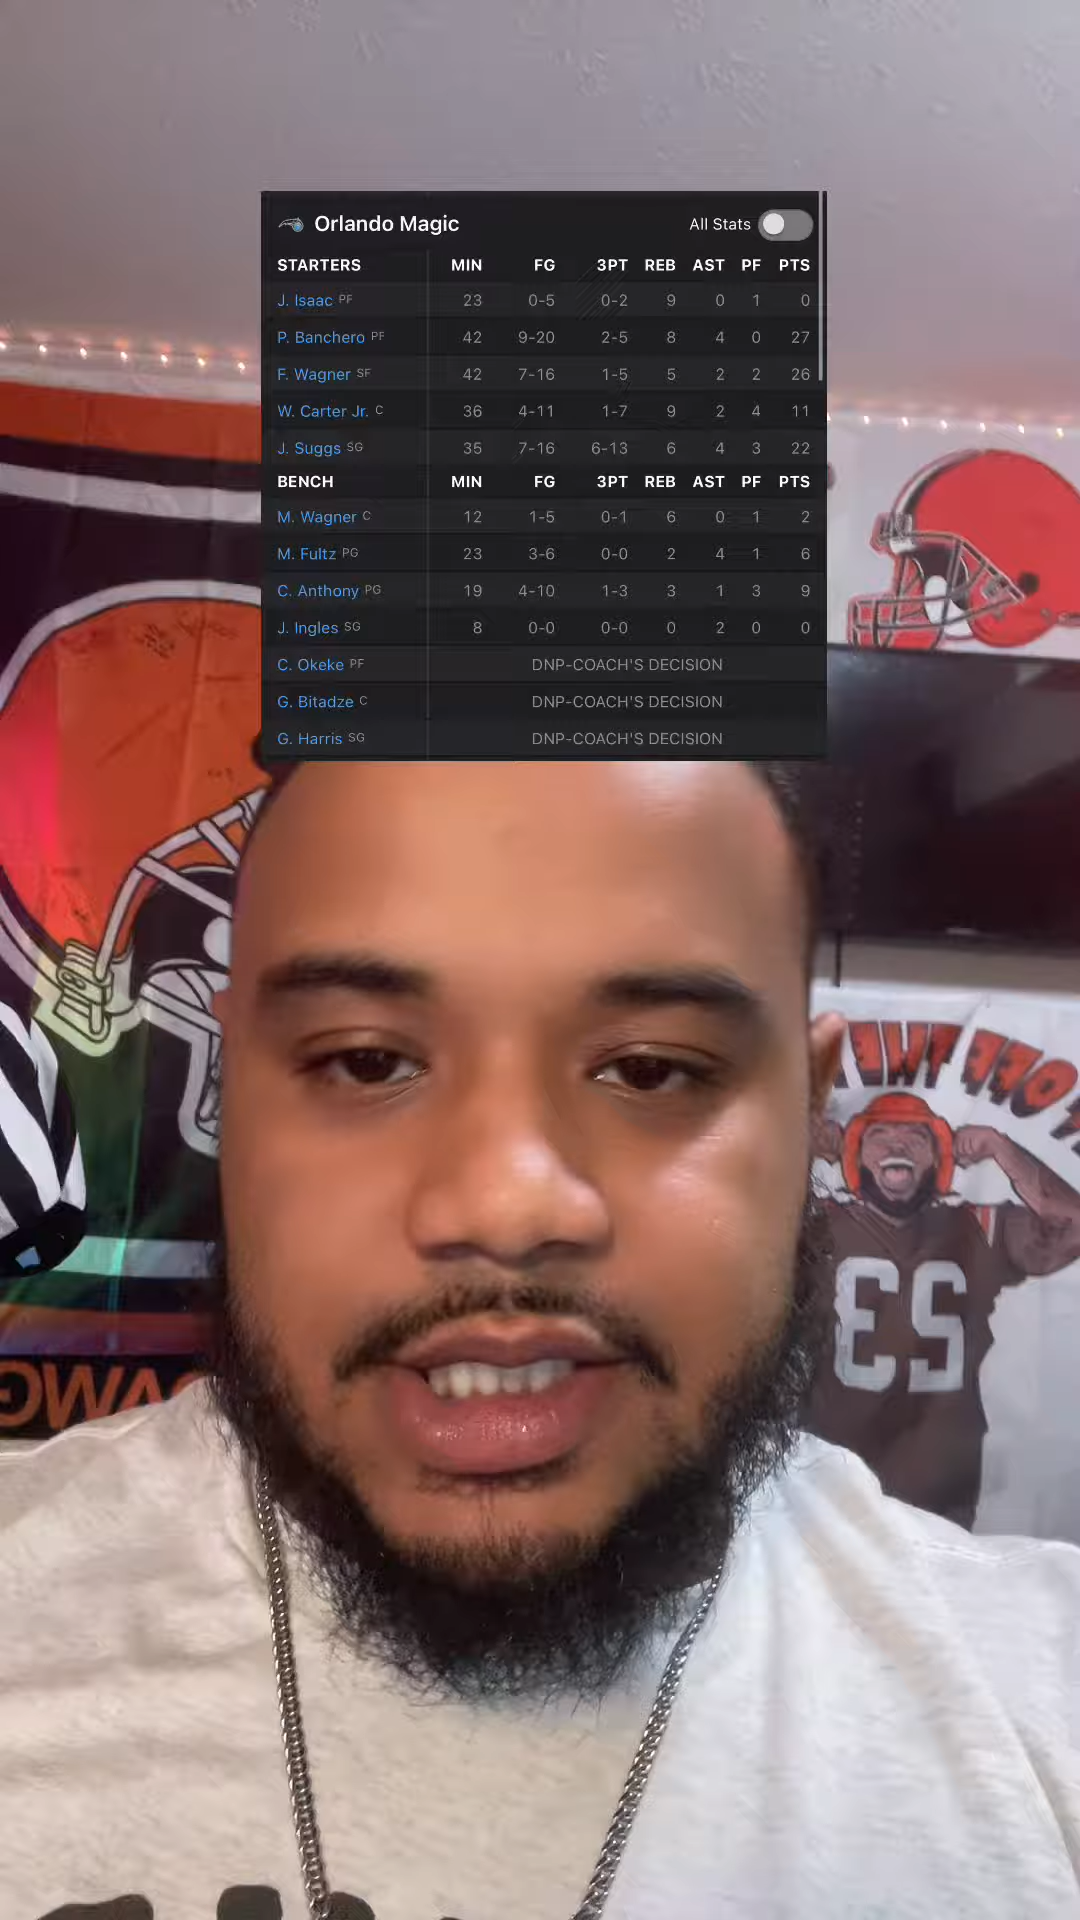 Orlando Magic All Stats
STARTERS MIN FG 3PT REB AST PF PTS
J. Isaac PF 23 0-5 0-2 9 0 1 0
P. Banchero PF 42 9-20 2-5 8 4 0 27
F. Wagner SF 42 7-16 1-5 5 2 2 26
W. Carter Jr. C 36 4-11 1-7 9 2 4 11
J. Suggs SG 35 7-16 6-13 6 4 3 22
BENCH MIN FG 3PT REB AST PF PTS
M. Wagner C 12 1-5 0-1 6 0 1 2
M. Fultz PG 23 3-6 0-0 2 4 1 6
C. Anthony PG 19 4-10 1-3 3 1 3 9
J. Ingles SG 8 0-0 0-0 0 2 0 0
C. Okeke PF DNP-COACH'S DECISION
G. Bitadze C DNP-COACH'S DECISION
G. Harris SG DNP-COACH'S DECISION
OFF THE
23
DAWG